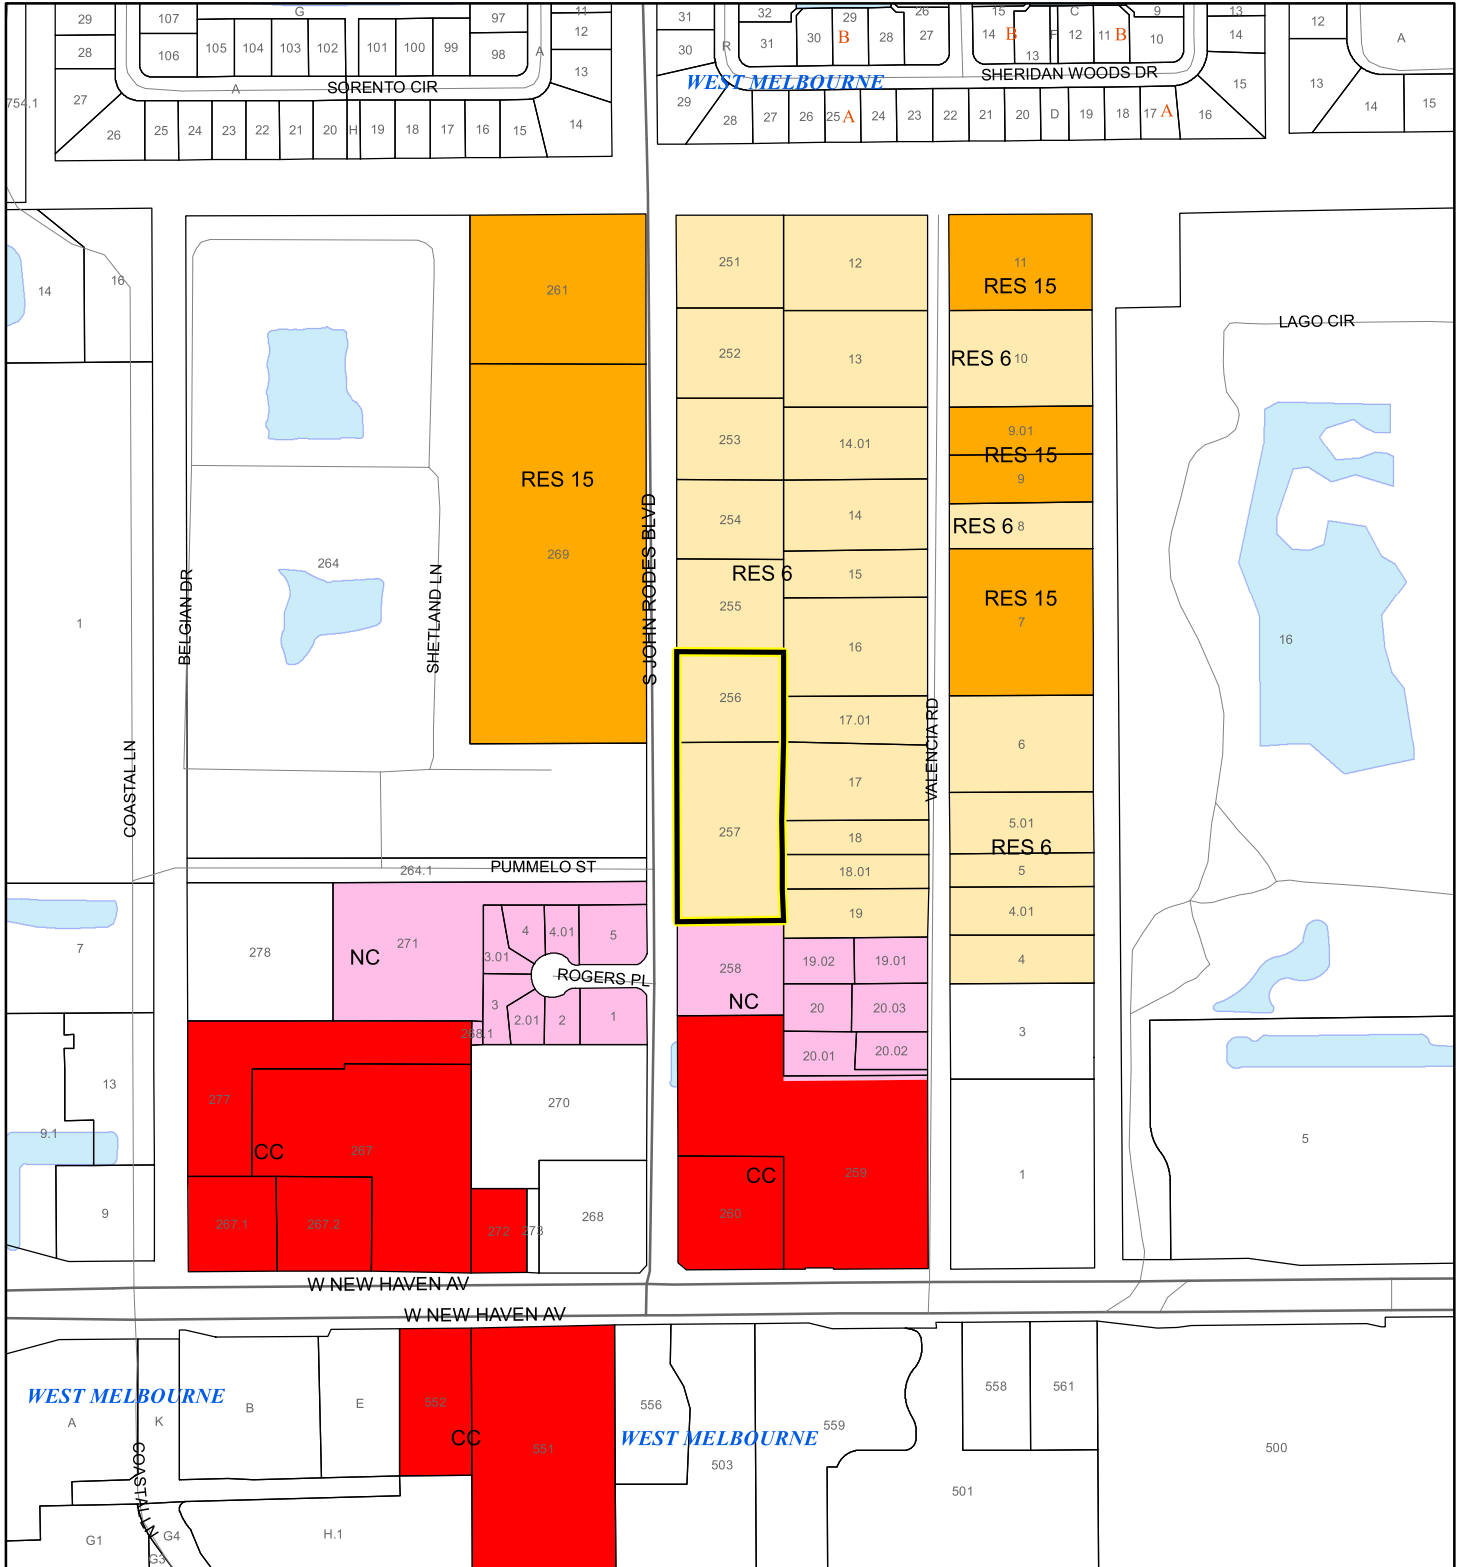 29 107 G 97 11 31 32 29 26 15 C 9 13 12
28 106 105 104 103 102 101 100 99 98 A 12 30 R 31 30 B 28 27 14 B 13 F 12 11 B 10 14 A
754.1 27 A SORENTO CIR 13 29 WEST MELBOURNE SHERIDAN WOODS DR 15 13 14 15
26 25 24 23 22 21 20 H 19 18 17 16 15 14 28 27 26 25 A 24 23 22 21 20 D 19 18 17 A 16
14 16 261 251 12 11
RES 15
LAGO CIR
252 13 RES 6 10
253 14.01 9.01
RES 15
RES 15 9
254 14 RES 6 8
S JOHN RODES BLVD
264 269 RES 6 15
255 RES 15
1 BELGIAN DR SHETLAND LN 7
16 16
256 17.01
VALENCIA RD
6
COASTAL LN 17
257 18 5.01
RES 6
264.1 PUMMELO ST 18.01 5
19 4.01
7 278 NC 271 4 4.01 5
3.01 258 19.02 19.01 4
ROGERS PL
NC
3 2.01 2 1 20 20.03 3
268.1
20.01 20.02
13 277 270
9.1 CC 267 CC 259 5
1
9 267.1 267.2 272 273 268 260
W NEW HAVEN AV
W NEW HAVEN AV
WEST MELBOURNE
A K B E 552 CC 551 556 WEST MELBOURNE 559 558 561 500
COASTAL LN
503 501
G1 G4 H.1
G3